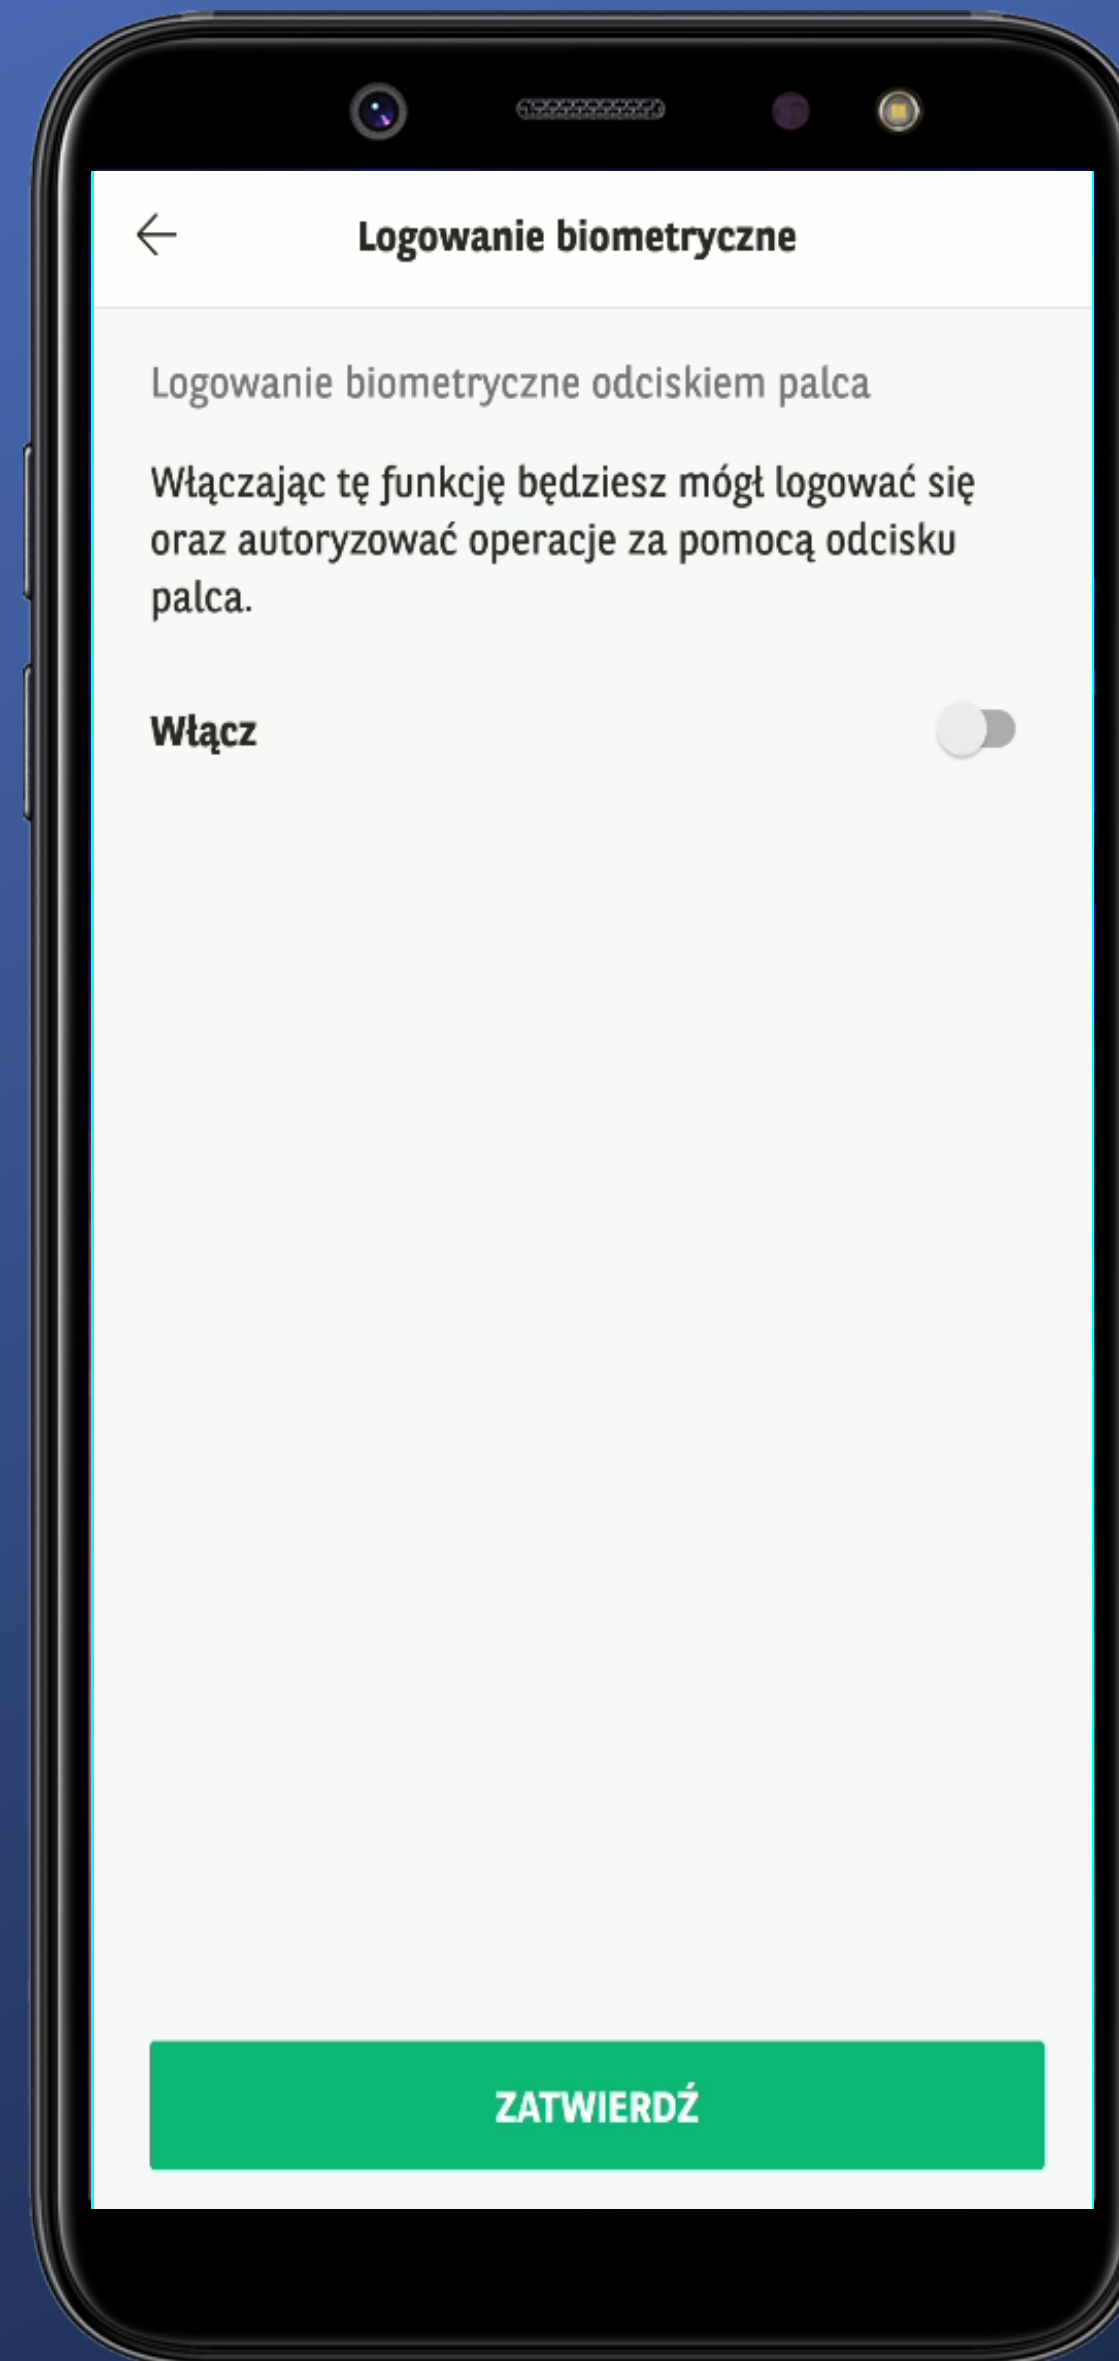 Logowanie biometryczne
Logowanie biometryczne odciskiem palca
Włączając tę funkcję będziesz mógł logować się
oraz autoryzować operacje za pomocą odcisku
palca.
Włącz
ZATWIERDŹ